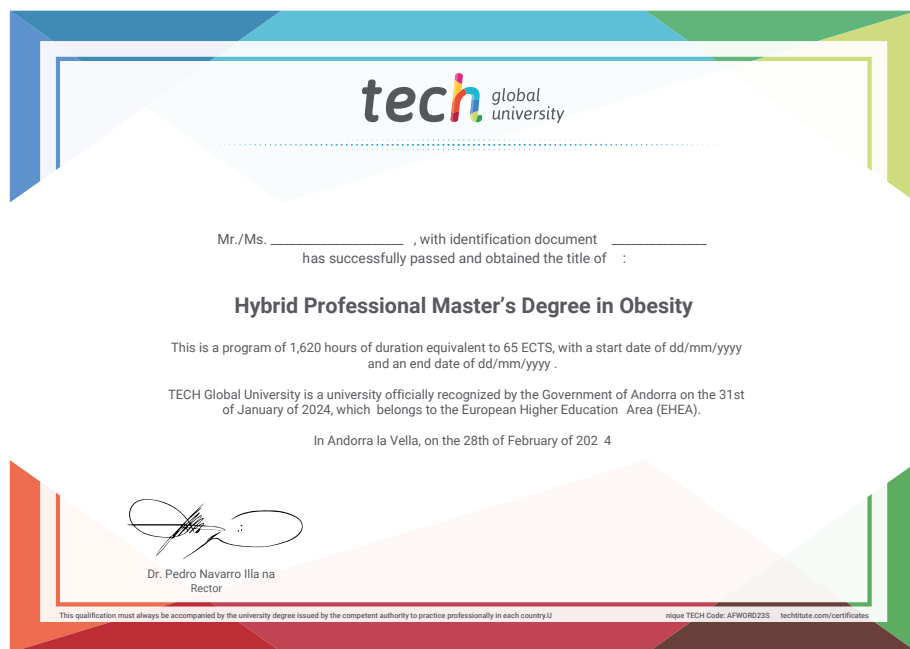 tech global university
Mr./Ms. _____________________ , with identification document _______________
has successfully passed and obtained the title of :
Hybrid Professional Master's Degree in Obesity
This is a program of 1,620 hours of duration equivalent to 65 ECTS, with a start date of dd/mm/yyyy
and an end date of dd/mm/yyyy .
TECH Global University is a university officially recognized by the Government of Andorra on the 31st
of January of 2024, which belongs to the European Higher Education Area (EHEA).
In Andorra la Vella, on the 28th of February of 202 4
Dr. Pedro Navarro Illa na
Rector
This qualification must always be accompanied by the university degree issued by the competent authority to practice professionally in each country.U nique TECH Code: AFWORD23S techtitute.com/certificates